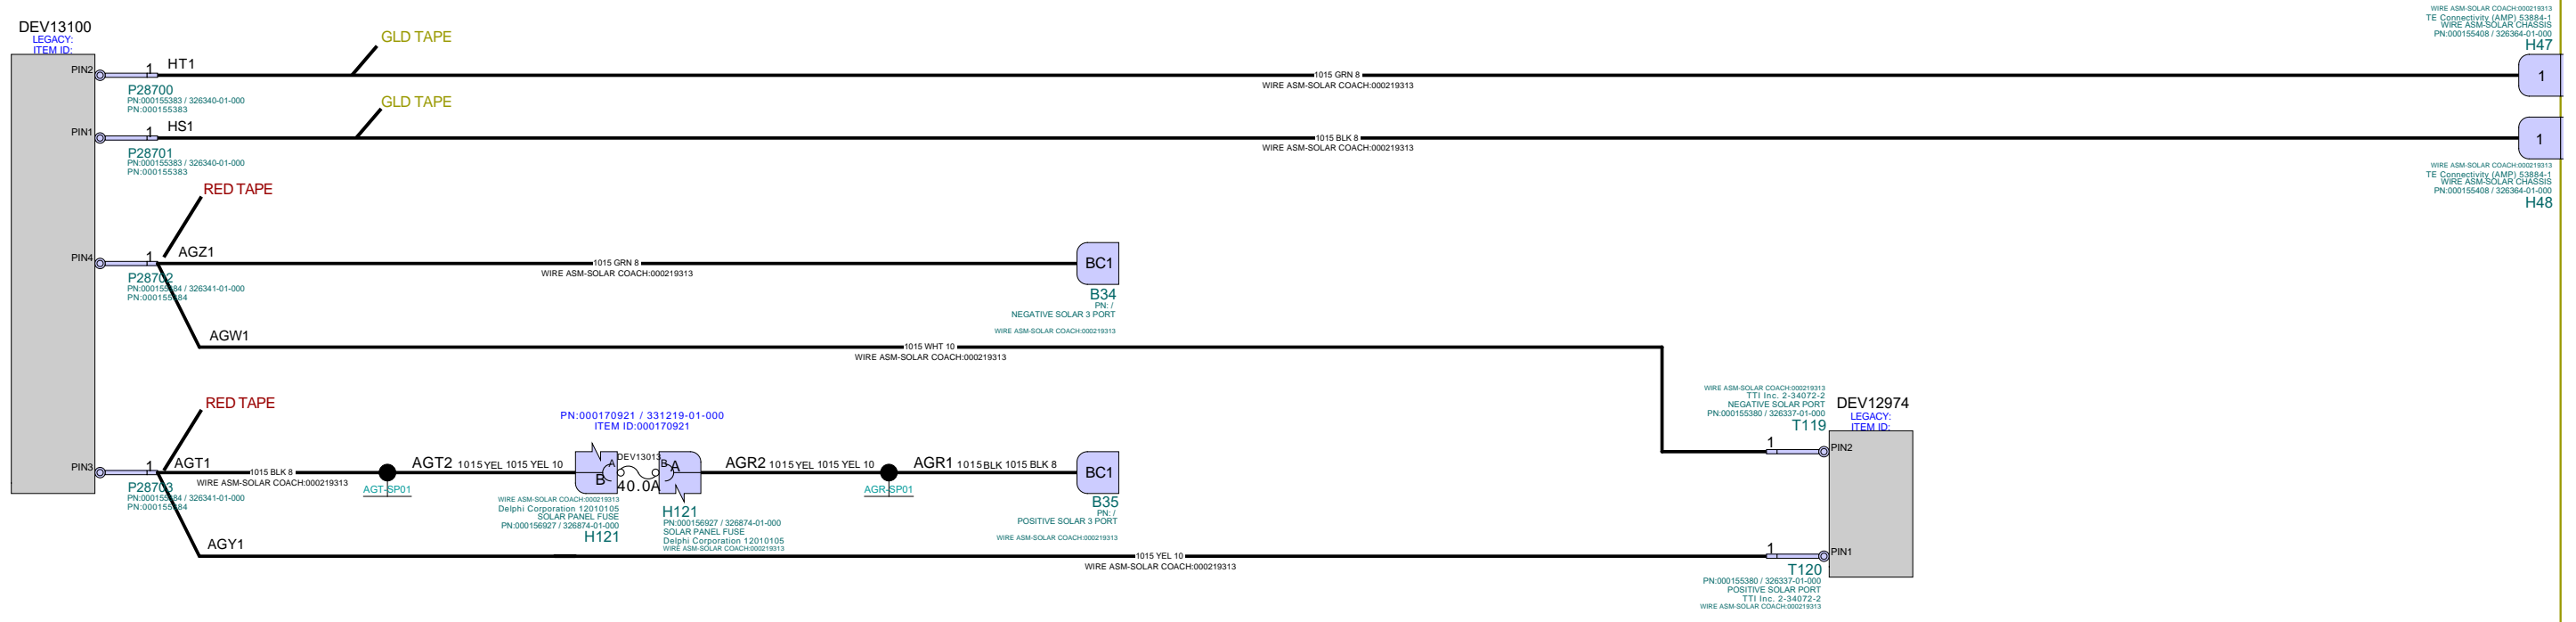 DEV13100
LEGACY:
ITEM ID:
PIN2
1
HT1
P28700
PN:000155383 / 326340-01-000
PN:000155383
GLD TAPE
1015 GRN 8
WIRE ASM-SOLAR COACH:000219313
WIRE ASM-SOLAR COACH:000219313
TE Connectivity (AMP) 53884-1
WIRE ASM-SOLAR CHASSIS
PN:000155408 / 326364-01-000
H47
1
PIN1
1
HS1
P28701
PN:000155383 / 326340-01-000
PN:000155383
GLD TAPE
1015 BLK 8
WIRE ASM-SOLAR COACH:000219313
1
WIRE ASM-SOLAR COACH:000219313
TE Connectivity (AMP) 53884-1
WIRE ASM-SOLAR CHASSIS
PN:000155408 / 326364-01-000
H48
RED TAPE
PIN4
1
AGZ1
P28702
PN:000155384 / 326341-01-000
PN:000155384
1015 GRN 8
WIRE ASM-SOLAR COACH:000219313
BC1
B34
PN: /
NEGATIVE SOLAR 3 PORT
WIRE ASM-SOLAR COACH:000219313
AGW1
1015 WHT 10
WIRE ASM-SOLAR COACH:000219313
RED TAPE
PIN3
1
AGT1
P28703
PN:000155384 / 326341-01-000
PN:000155384
1015 BLK 8
WIRE ASM-SOLAR COACH:000219313
AGT-SP01
AGT2
1015 YEL 1015 YEL 10
PN:000170921 / 331219-01-000
ITEM ID:000170921
DEV13013
A
B
B
A
40.0A
WIRE ASM-SOLAR COACH:000219313
Delphi Corporation 12010105
SOLAR PANEL FUSE
PN:000156927 / 326874-01-000
H121
H121
PN:000156927 / 326874-01-000
SOLAR PANEL FUSE
Delphi Corporation 12010105
WIRE ASM-SOLAR COACH:000219313
AGR2
1015 YEL 1015 YEL 10
AGR-SP01
AGR1
1015 BLK 1015 BLK 8
BC1
B35
PN: /
POSITIVE SOLAR 3 PORT
WIRE ASM-SOLAR COACH:000219313
AGY1
1015 YEL 10
WIRE ASM-SOLAR COACH:000219313
WIRE ASM-SOLAR COACH:000219313
TTI Inc. 2-34072-2
NEGATIVE SOLAR PORT
PN:000155380 / 326337-01-000
T119
DEV12974
LEGACY:
ITEM ID:
1
PIN2
1
PIN1
T120
PN:000155380 / 326337-01-000
POSITIVE SOLAR PORT
TTI Inc. 2-34072-2
WIRE ASM-SOLAR COACH:000219313